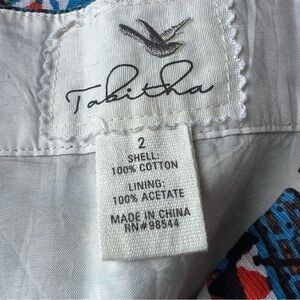 Tabitha
2
SHELL:
100% COTTON
LINING:
100% ACETATE
MADE IN CHINA
RN#98544